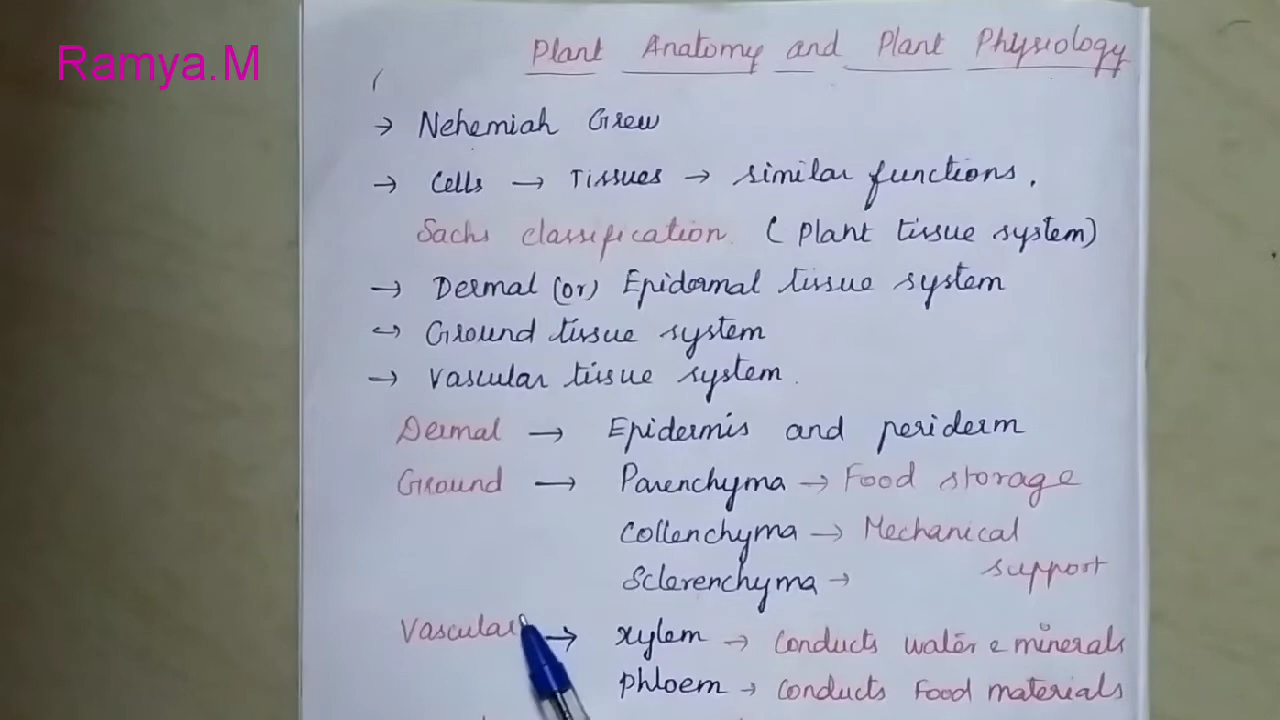 Ramya.M
Plant Anatomy and Plant Physiology
→ Nehemiah Grew
→ Cells → Tissues → similar functions.
Sachs classification (Plant tissue system)
→ Dermal (or) Epidermal tissue system
→ Ground tissue system
→ Vascular tissue system.
Dermal → Epidermis and periderm
Ground → Parenchyma → Food storage
Collenchyma → Mechanical
Sclerenchyma → support
Vascular → xylem → conducts water & minerals
Phloem → conducts Food materials